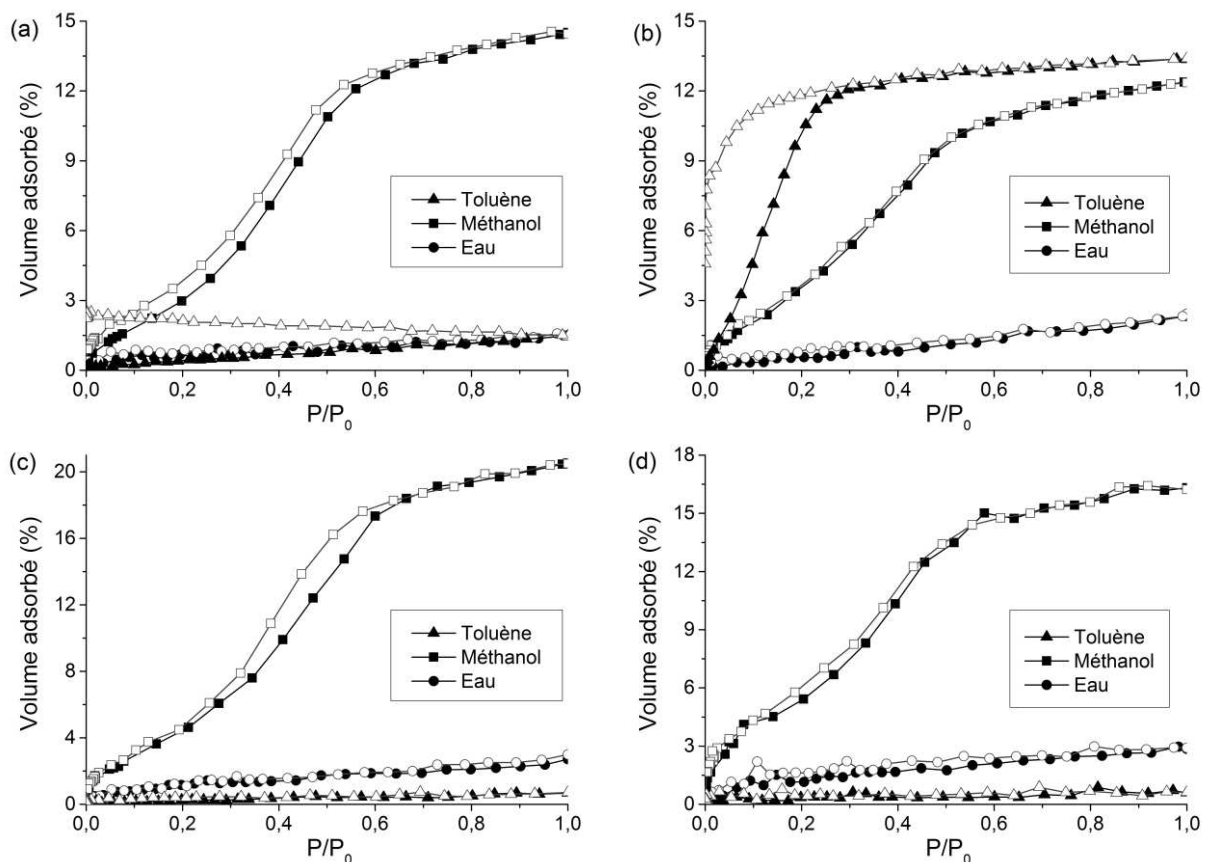 (a)
Volume adsorbé (%)
15
12
9
6
3
0
Toluène
Méthanol
Eau
0,0 0,2 0,4 0,6 0,8 1,0
P/P₀
(b)
Volume adsorbé (%)
15
12
9
6
3
0
Toluène
Méthanol
Eau
0,0 0,2 0,4 0,6 0,8 1,0
P/P₀
(c)
Volume adsorbé (%)
20
16
12
8
4
0
Toluène
Méthanol
Eau
0,0 0,2 0,4 0,6 0,8 1,0
P/P₀
(d)
Volume adsorbé (%)
18
15
12
9
6
3
0
Toluène
Méthanol
Eau
0,0 0,2 0,4 0,6 0,8 1,0
P/P₀